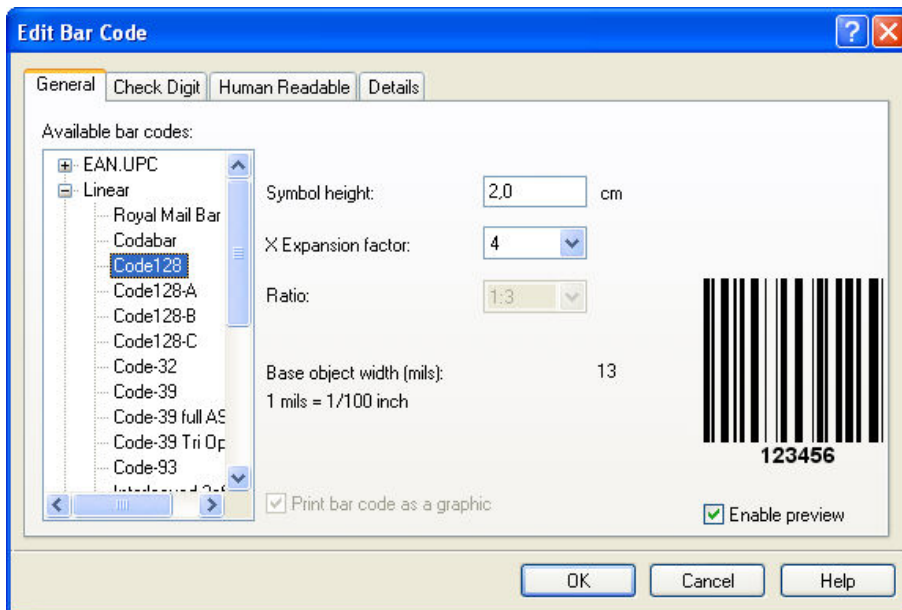 Edit Bar Code
General Check Digit Human Readable Details
Available bar codes:
EAN.UPC
Linear
Royal Mail Bar
Codabar
Code128
Code128-A
Code128-B
Code128-C
Code-32
Code-39
Code-39 full AS
Code-39 Tri Op
Code-93
Symbol height: 2,0 cm
X Expansion factor: 4
Ratio: 1:3
Base object width (mils): 13
1 mils = 1/100 inch
Print bar code as a graphic
123456
Enable preview
OK Cancel Help